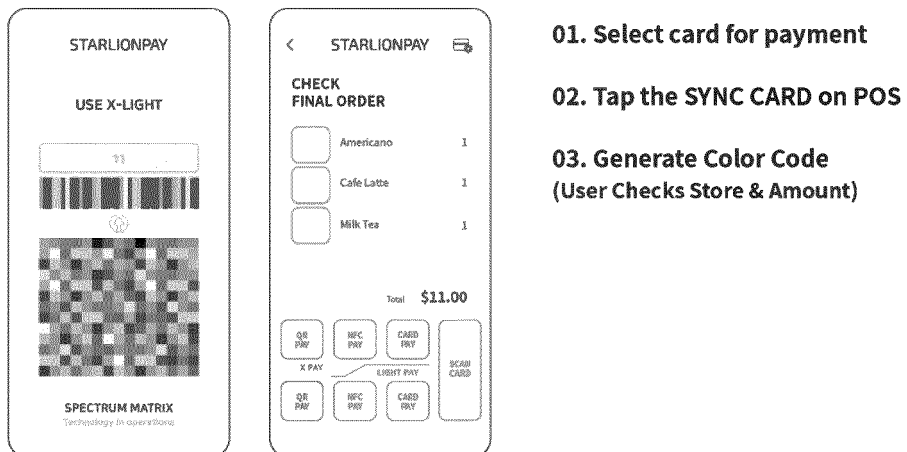 STARLIONPAY
USE X-LIGHT
SPECTRUM MATRIX
Technology in operations
< STARLIONPAY
CHECK
FINAL ORDER
Americano 1
Cafe Latte 1
Milk Tea 1
Total $11.00
QR PAY
NFC PAY
CARD PAY
X PAY
LIGHT PAY
QR PAY
NFC PAY
CARD PAY
SCAN CARD
01. Select card for payment
02. Tap the SYNC CARD on POS
03. Generate Color Code
(User Checks Store & Amount)